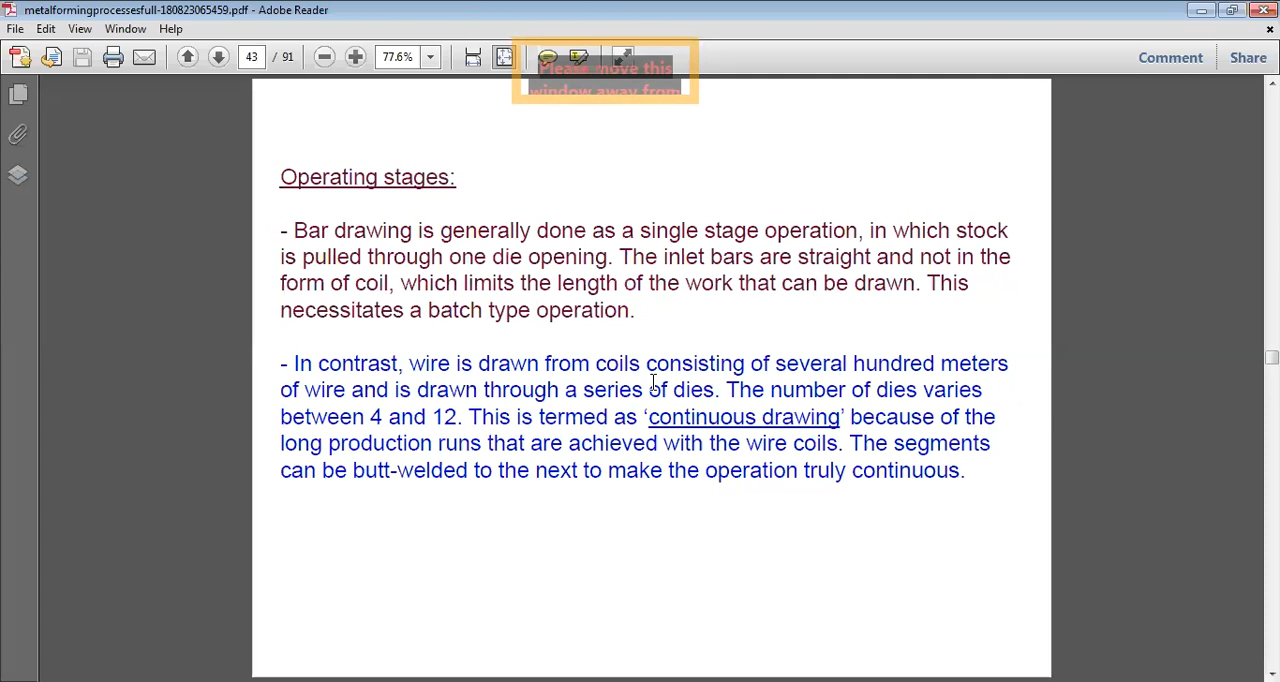 metalformingprocessesfull-180823065459.pdf - Adobe Reader
File Edit View Window Help
43 / 91 77.6% Comment Share
Please move this
window away from
Operating stages:
- Bar drawing is generally done as a single stage operation, in which stock
is pulled through one die opening. The inlet bars are straight and not in the
form of coil, which limits the length of the work that can be drawn. This
necessitates a batch type operation.
- In contrast, wire is drawn from coils consisting of several hundred meters
of wire and is drawn through a series of dies. The number of dies varies
between 4 and 12. This is termed as ‘continuous drawing’ because of the
long production runs that are achieved with the wire coils. The segments
can be butt-welded to the next to make the operation truly continuous.